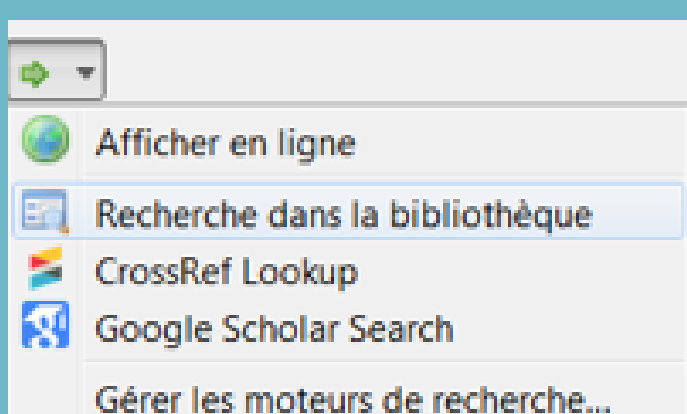 Afficher en ligne
Recherche dans la bibliothèque
CrossRef Lookup
Google Scholar Search
Gérer les moteurs de recherche...